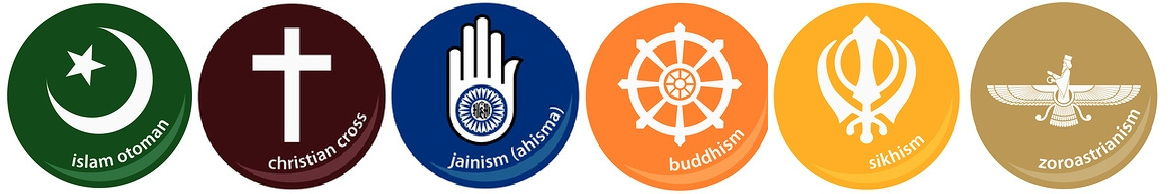 islam otoman
christian cross
jainism (ahisma)
buddhism
sikhism
zoroastrianism